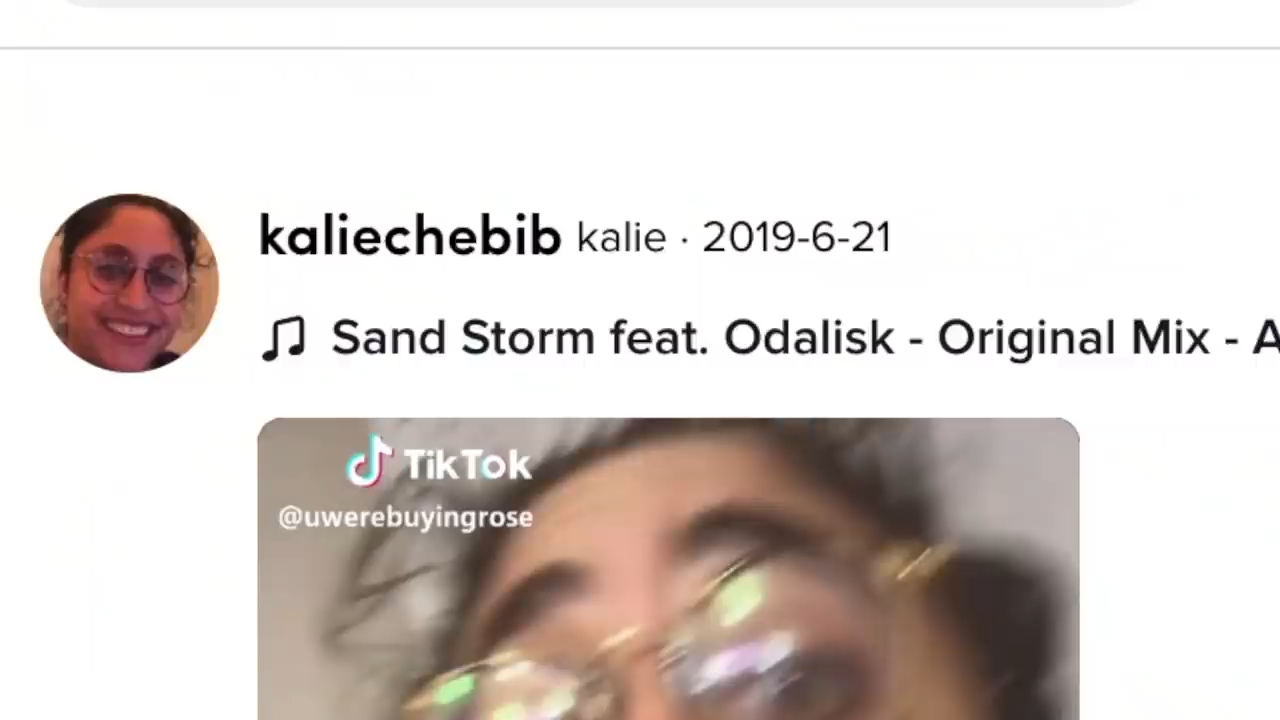 kaliechebib kalie · 2019-6-21
Sand Storm feat. Odalisk - Original Mix - A
TikTok
@uwerebuyingrose